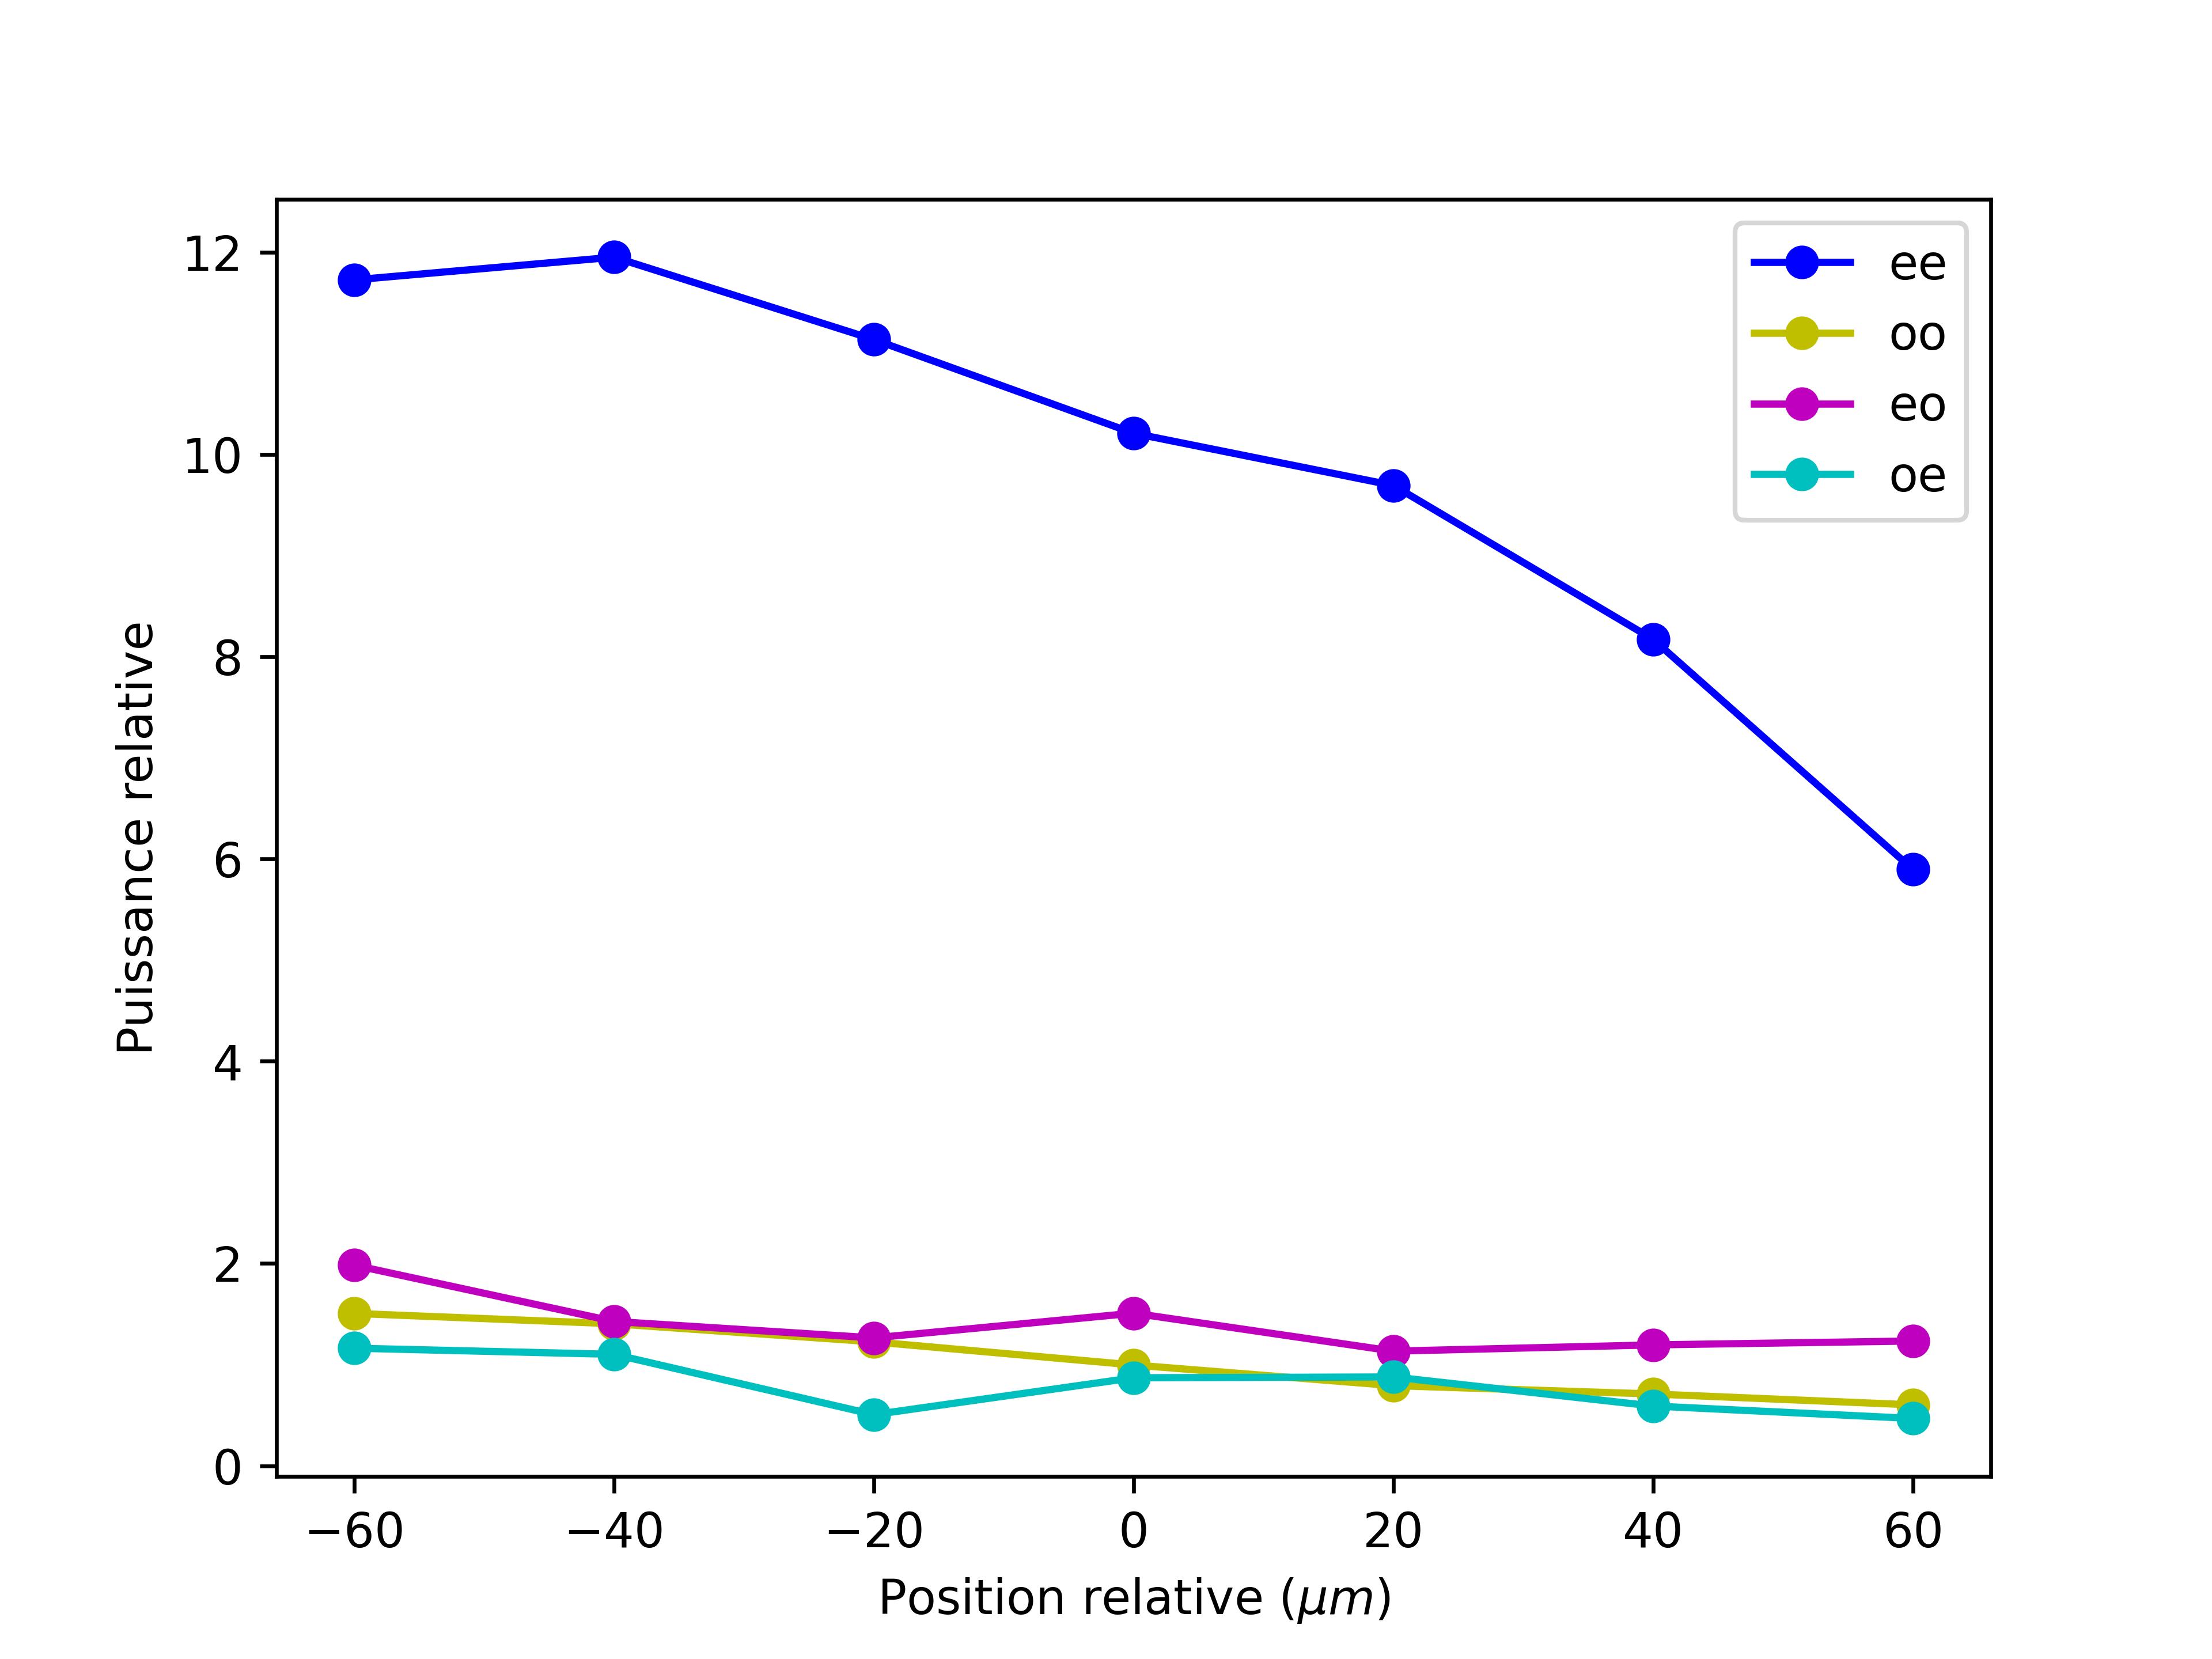 12
10
8
6
4
2
0
Puissance relative
ee
oo
eo
oe
−60 −40 −20 0 20 40 60
Position relative (μm)